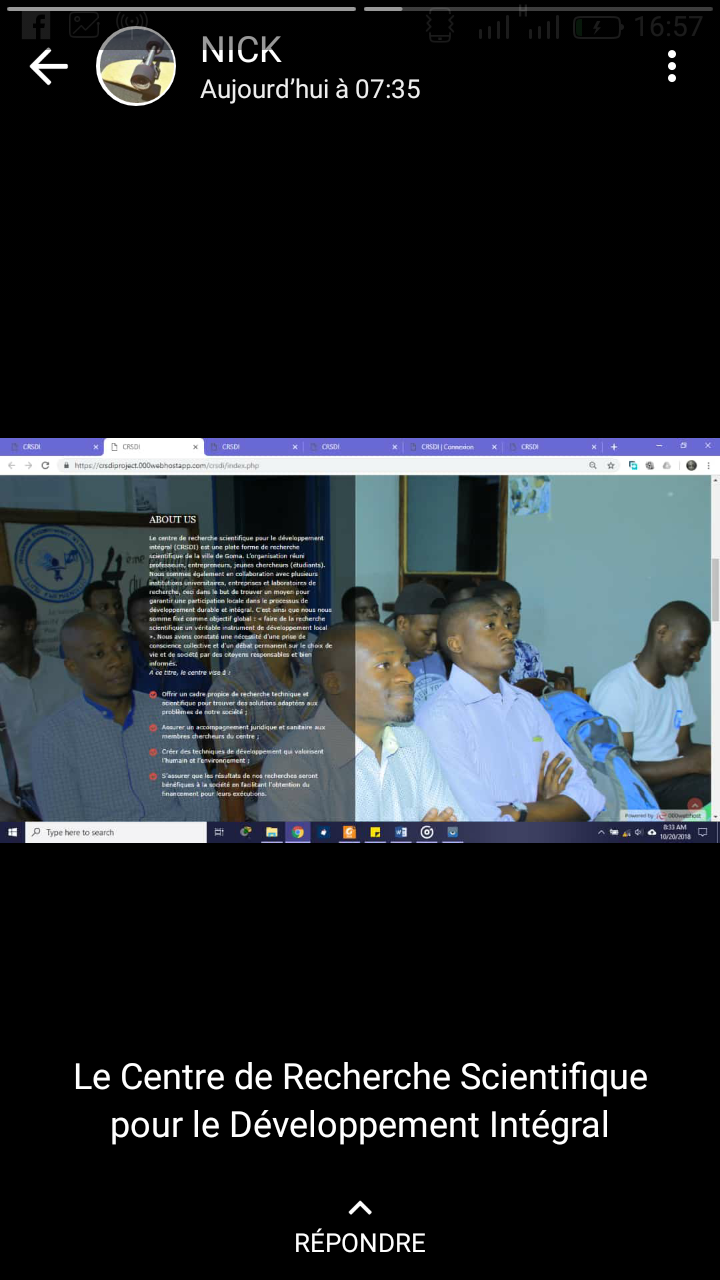 16:57
NICK
Aujourd'hui à 07:35
CRSDI
CRSDI
CRSDI
CRSDI
CRSDI | Connexion
CRSDI
https://crsdiproject.000webhostapp.com/crsdi/index.php
ABOUT US
Le centre de recherche scientifique pour le développement
intégral (CRSDI) est une plate forme de recherche
scientifique de la ville de Goma. L'organisation réuni
professeurs, entrepreneurs, jeunes chercheurs (étudiants).
Nous sommes également en collaboration avec plusieurs
institutions universitaires, entreprises et laboratoires de
recherche, ceci dans le but de trouver un moyen pour
garantir une participation locale dans le processus de
développement durable et intégral. C'est ainsi que nous nous
somme fixé comme objectif global : « faire de la recherche
scientifique un véritable instrument de développement local
». Nous avons constaté une nécessité d'une prise de
conscience collective et d'un débat permanent sur le choix de
vie et de société par des citoyens responsables et bien
informés.
A ce titre, le centre vise à :
Offrir un cadre propice de recherche technique et
scientifique pour trouver des solutions adaptées aux
problèmes de notre société ;
Assurer un accompagnement juridique et sanitaire aux
membres chercheurs du centre ;
Créer des techniques de développement qui valorisent
l'humain et l'environnement ;
S'assurer que les résultats de nos recherches seront
bénéfiques à la société en facilitant l'obtention du
financement pour leurs exécutions.
Powered by 000webhost
Type here to search
8:33 AM
10/20/2018
Le Centre de Recherche Scientifique
pour le Développement Intégral
RÉPONDRE